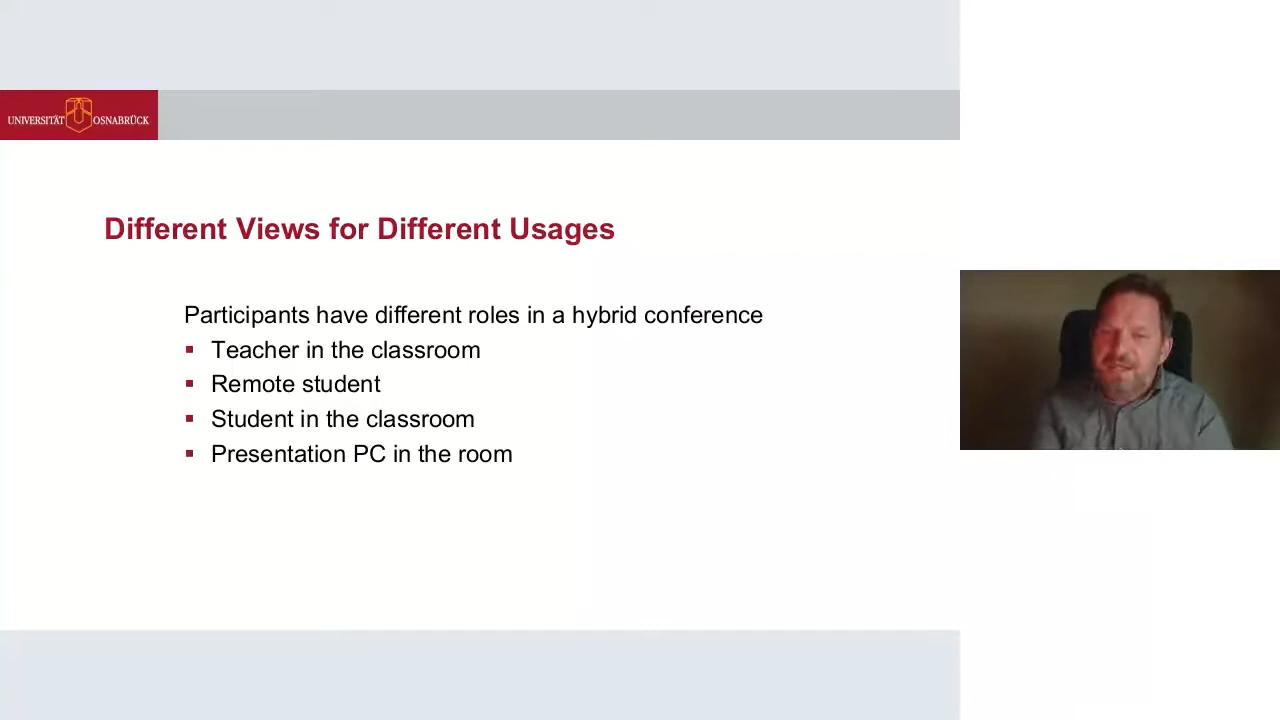 UNIVERSITÄT OSNABRÜCK
Different Views for Different Usages
Participants have different roles in a hybrid conference
▪ Teacher in the classroom
▪ Remote student
▪ Student in the classroom
▪ Presentation PC in the room